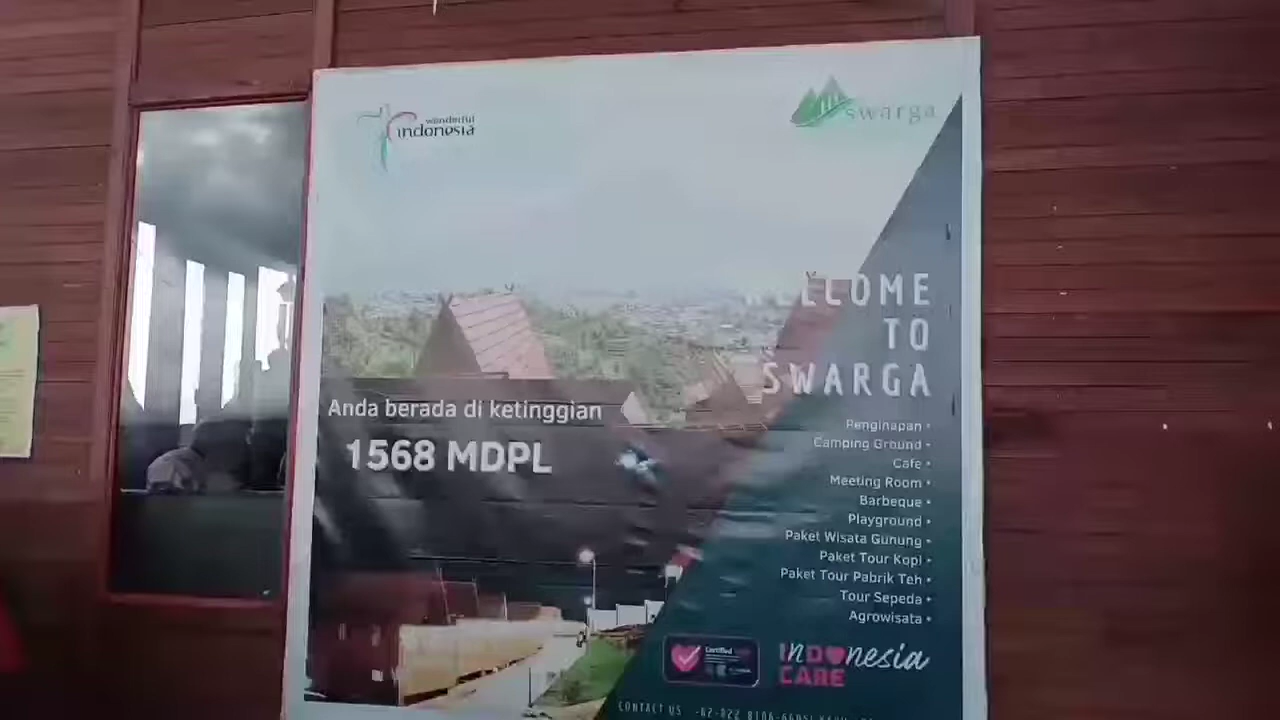 wonderful
indonesia
swarga
WELCOME
TO
SWARGA
Anda berada di ketinggian
1568 MDPL
Penginapan •
Camping Ground •
Cafe •
Meeting Room •
Barbeque •
Playground •
Paket Wisata Gunung •
Paket Tour Kopi •
Paket Tour Pabrik Teh •
Tour Sepeda •
Agrowisata •
Certified
INDONESIA
CARE
CONTACT US